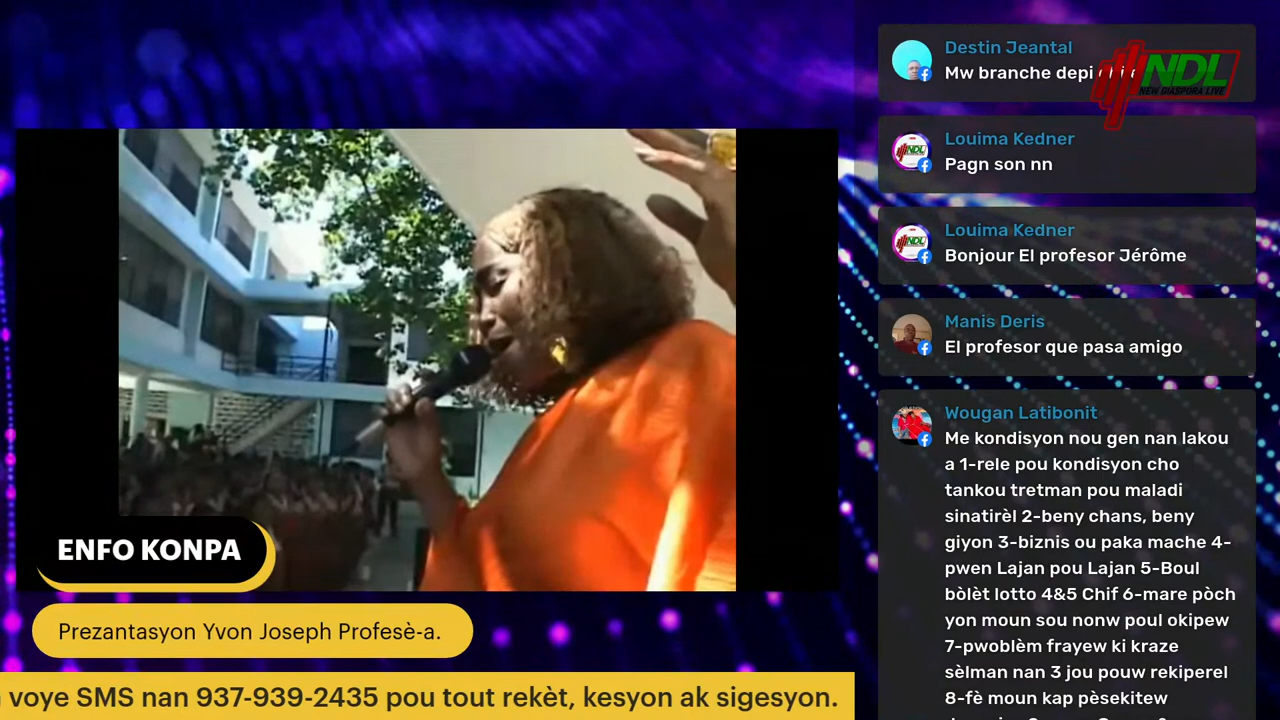 Destin Jeantal
Mw branche depi
NDL
NEW DIASPORA LIVE
Louima Kedner
Pagn son nn
Louima Kedner
Bonjour El profesor Jérôme
Manis Deris
El profesor que pasa amigo
Wougan Latibonit
Me kondisyon nou gen nan lakou
a 1-rele pou kondisyon cho
tankou tretman pou maladi
sinatirèl 2-beny chans, beny
giyon 3-biznis ou paka mache 4-
pwen Lajan pou Lajan 5-Boul
bòlèt lotto 4&5 Chif 6-mare pòch
yon moun sou nonw poul okipew
7-pwoblèm frayew ki kraze
sèlman nan 3 jou pouw rekiperel
8-fè moun kap pèsekitew
ENFO KONPA
Prezantasyon Yvon Joseph Profesè-a.
voye SMS nan 937-939-2435 pou tout rekèt, kesyon ak sigesyon.